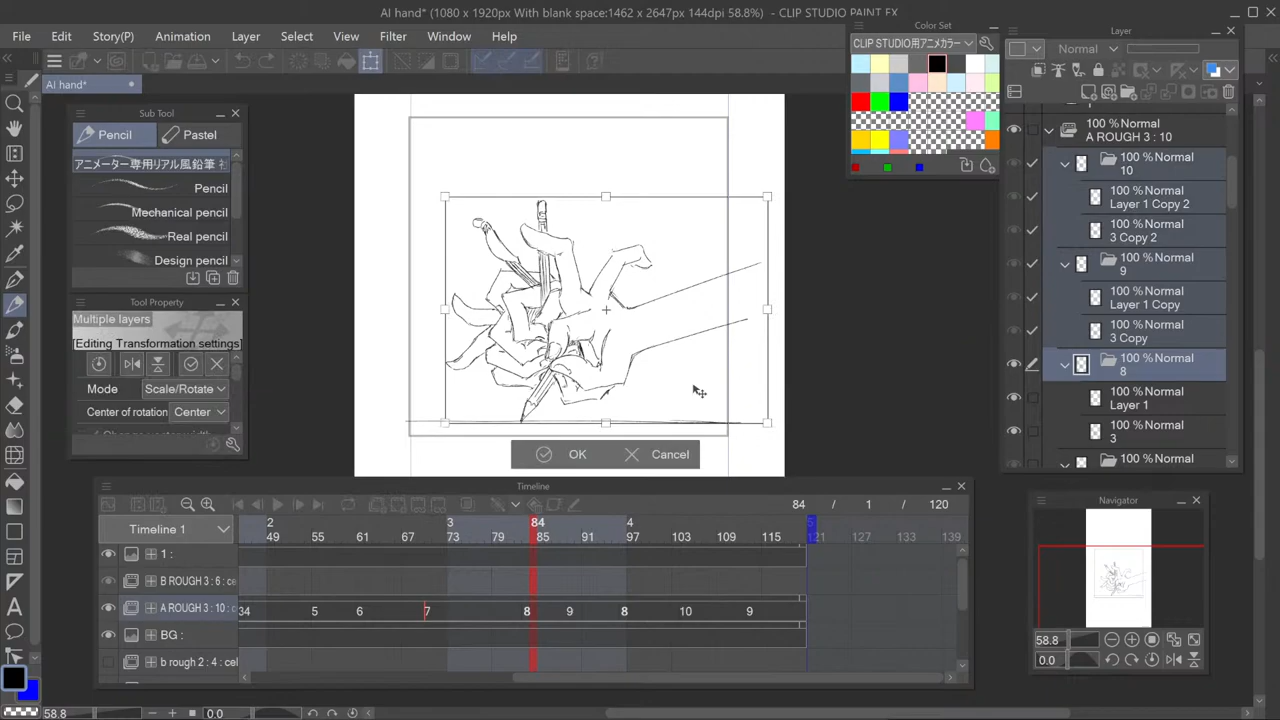 AI hand* (1080 x 1920px With blank space:1462 x 2647px 144dpi 58.8%) - CLIP STUDIO PAINT EX
File Edit Story(P) Animation Layer Select View Filter Window Help
AI hand*
Sub Tool
Pencil Pastel
アニメーター専用リアル風鉛筆
Pencil
Mechanical pencil
Real pencil
Design pencil
Tool Property
Multiple layers
[Editing Transformation settings]
Mode Scale/Rotate
Center of rotation Center
OK Cancel
Color Set
CLIP STUDIO用アニメカラー
Layer
Normal
100 %Normal
A ROUGH 3 : 10
100 %Normal
10
100 %Normal
Layer 1 Copy 2
100 %Normal
3 Copy 2
100 %Normal
9
100 %Normal
Layer 1 Copy
100 %Normal
3 Copy
100 %Normal
8
100 %Normal
Layer 1
100 %Normal
3
100 %Normal
Timeline
84 / 1 / 120
Timeline 1
2 3 84 4 5
49 55 61 67 73 79 85 91 97 103 109 115 121 127 133 139
1 :
B ROUGH 3 : 6 : ce
A ROUGH 3 : 10 : c 34 5 6 7 8 9 8 10 9
BG :
b rough 2 : 4 : cel
Navigator
58.8
0.0
58.8 0.0